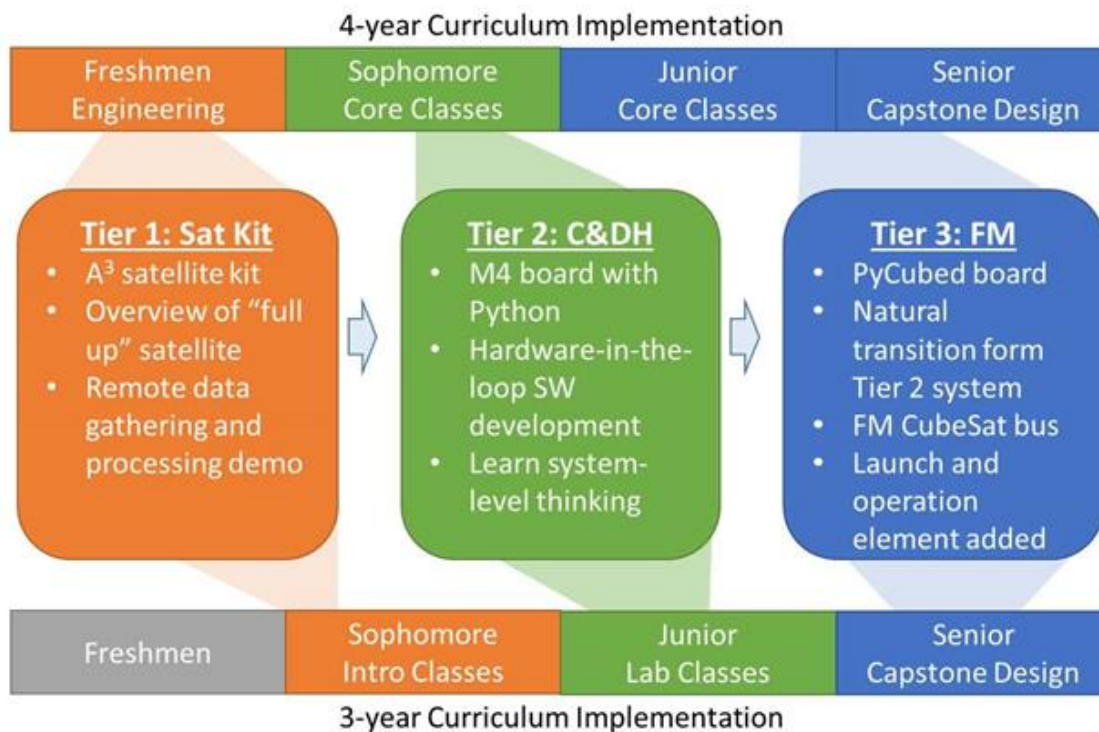 4-year Curriculum Implementation
Freshmen
Engineering
Sophomore
Core Classes
Junior
Core Classes
Senior
Capstone Design
Tier 1: Sat Kit
• A³ satellite kit
• Overview of “full
up” satellite
• Remote data
gathering and
processing demo
Tier 2: C&DH
• M4 board with
Python
• Hardware-in-the-
loop SW
development
• Learn system-
level thinking
Tier 3: FM
• PyCubed board
• Natural
transition form
Tier 2 system
• FM CubeSat bus
• Launch and
operation
element added
Freshmen
Sophomore
Intro Classes
Junior
Lab Classes
Senior
Capstone Design
3-year Curriculum Implementation